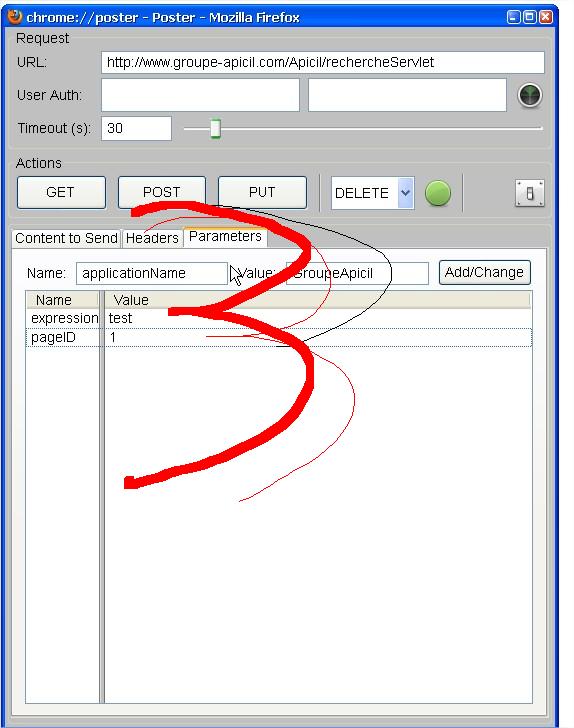 chrome://poster - Poster - Mozilla Firefox
Request
URL: http://www.groupe-apicil.com/Apicil/rechercheServlet
User Auth:
Timeout (s): 30
Actions
GET POST PUT DELETE
Content to Send Headers Parameters
Name: applicationName Value: GroupeApicil Add/Change
Name Value
expression test
pageID 1
3